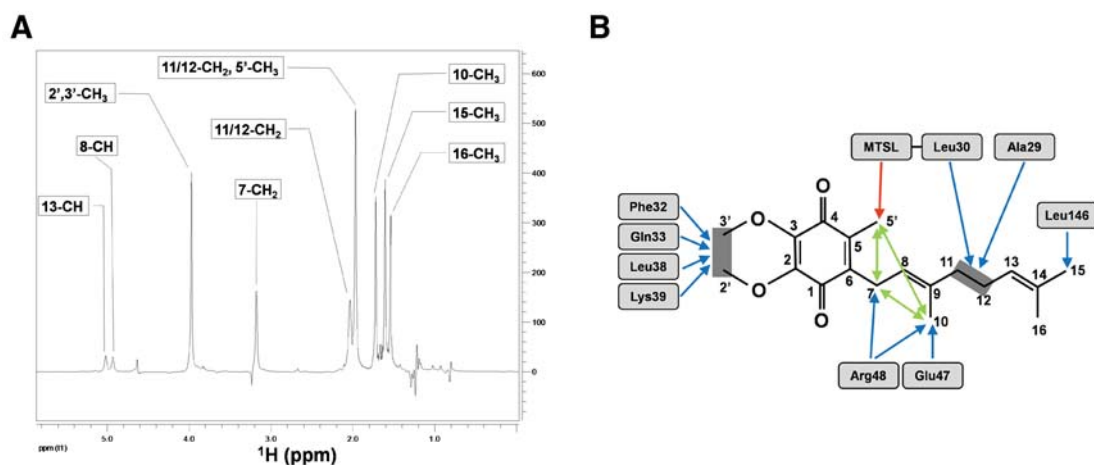 A
B
11/12-CH₂, 5'-CH₃
10-CH₃
2',3'-CH₃
15-CH₃
11/12-CH₂
16-CH₃
8-CH
7-CH₂
13-CH
600
500
400
300
200
100
0
5.0 4.0 3.0 2.0 1.0
ppm (t1)
¹H (ppm)
MTSL Leu30 Ala29
Phe32
Gln33
Leu38
Lys39
Leu146
O O 3' 3 4 5'
2 5 8 11 13 15
2' O 1 6 7 9 12 14
O 10 16
Arg48 Glu47